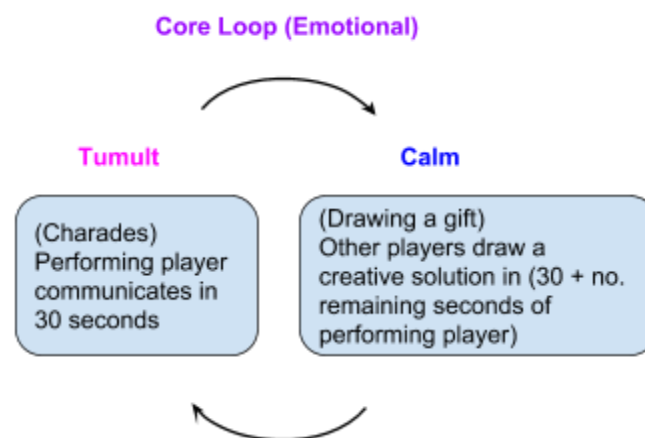 Core Loop (Emotional)
Tumult
Calm
(Charades)
Performing player
communicates in
30 seconds
(Drawing a gift)
Other players draw a
creative solution in (30 + no.
remaining seconds of
performing player)